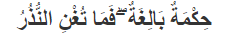 حِكْمَةٌ بَالِغَةٌ ۖ فَمَا تُغْنِ النُّذُرُ